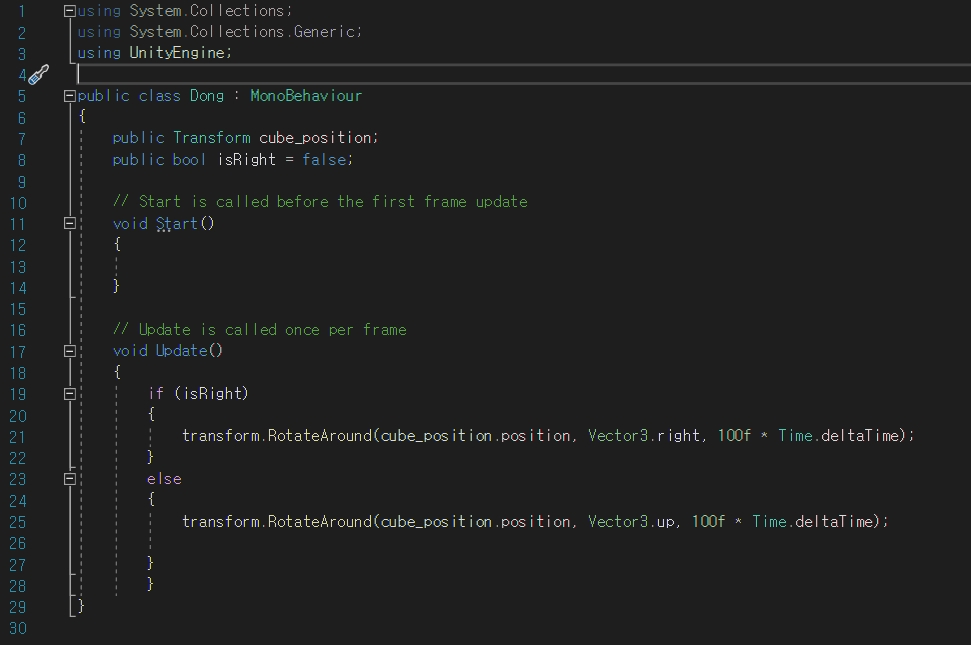 1 using System.Collections;
2 using System.Collections.Generic;
3 using UnityEngine;
4
5 public class Dong : MonoBehaviour
6 {
7 public Transform cube_position;
8 public bool isRight = false;
9
10 // Start is called before the first frame update
11 void Start()
12 {
13
14 }
15
16 // Update is called once per frame
17 void Update()
18 {
19 if (isRight)
20 {
21 transform.RotateAround(cube_position.position, Vector3.right, 100f * Time.deltaTime);
22 }
23 else
24 {
25 transform.RotateAround(cube_position.position, Vector3.up, 100f * Time.deltaTime);
26
27 }
28 }
29 }
30